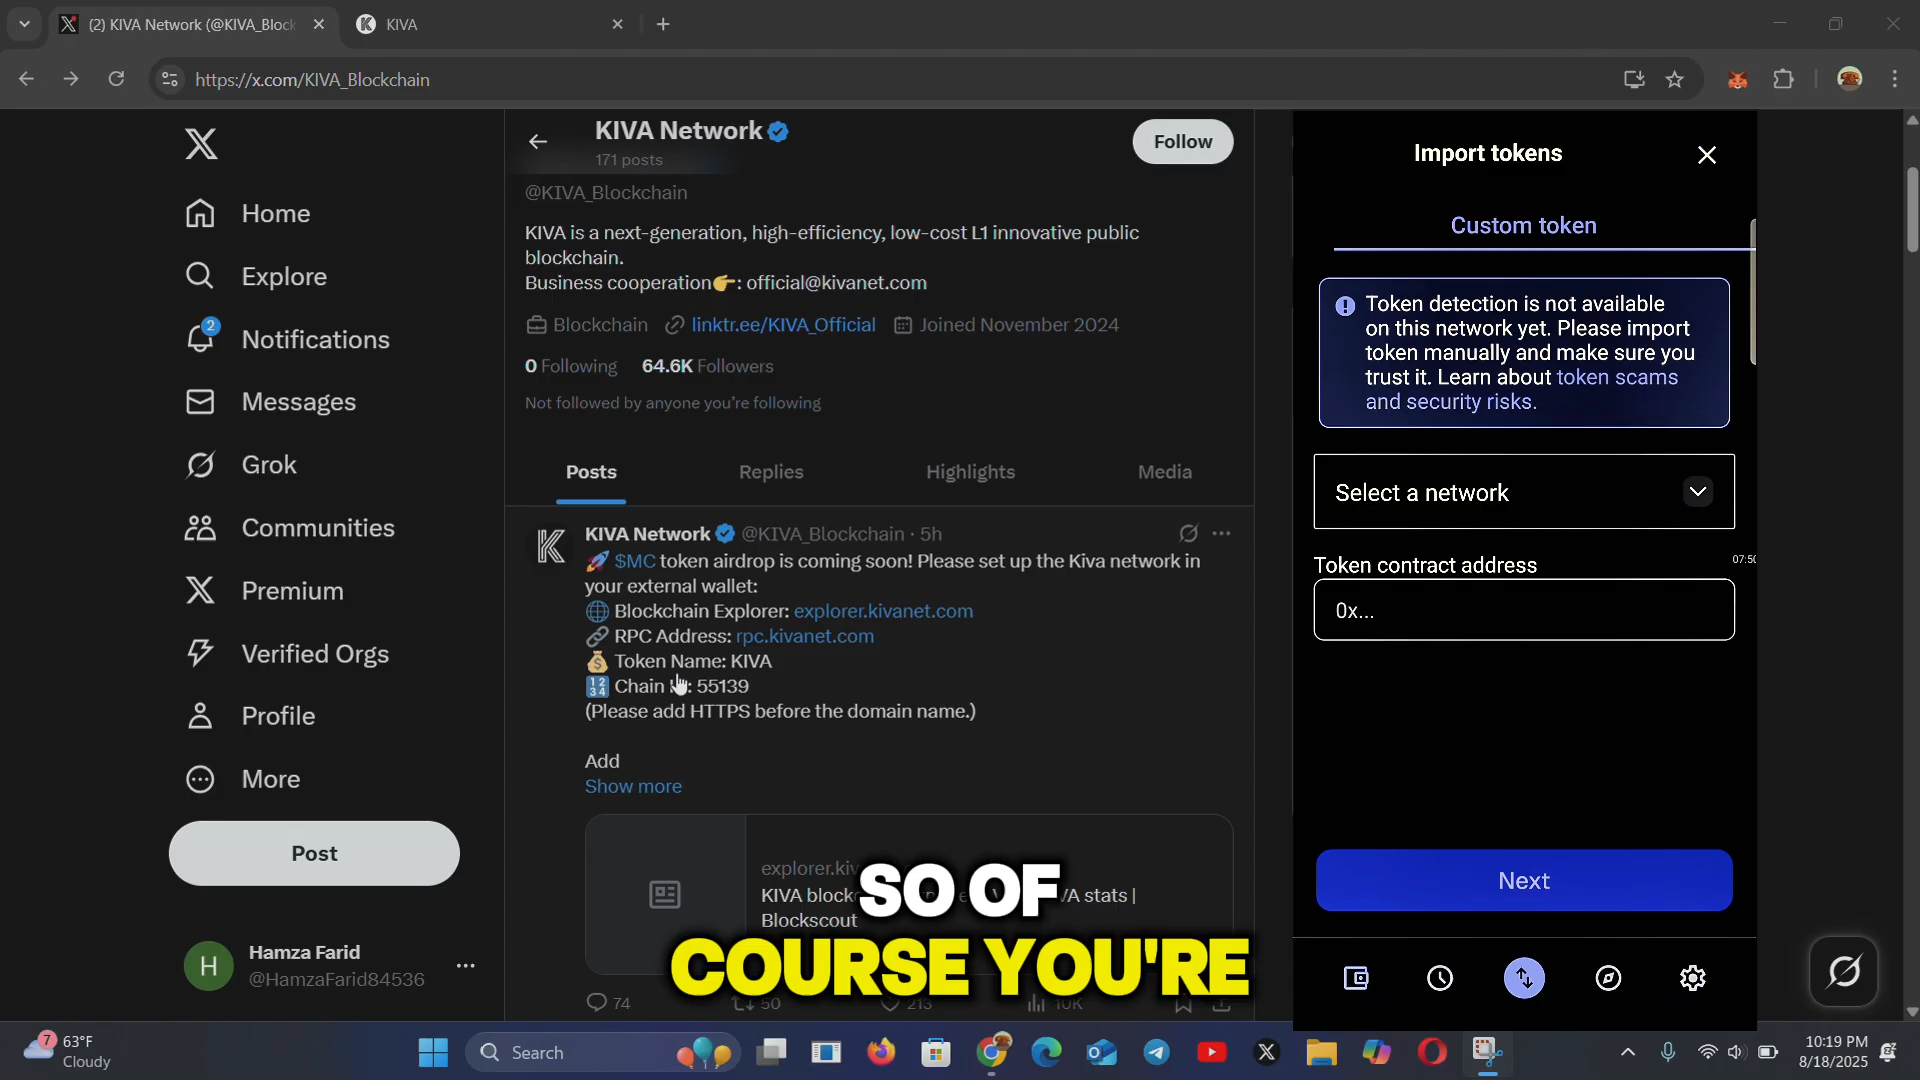 (2) KIVA Network (@KIVA_Block
KIVA
https://x.com/KIVA_Blockchain
KIVA Network
171 posts
Follow
@KIVA_Blockchain
KIVA is a next-generation, high-efficiency, low-cost L1 innovative public
blockchain.
Business cooperation👉: official@kivanet.com
Blockchain linktr.ee/KIVA_Official Joined November 2024
0 Following 64.6K Followers
Not followed by anyone you're following
Posts Replies Highlights Media
Home
Explore
2
Notifications
Messages
Grok
Communities
Premium
Verified Orgs
Profile
More
Post
H
Hamza Farid
@HamzaFarid84536
KIVA Network @KIVA_Blockchain · 5h
🚀 $MC token airdrop is coming soon! Please set up the Kiva network in
your external wallet:
🌐 Blockchain Explorer: explorer.kivanet.com
🔗 RPC Address: rpc.kivanet.com
💰 Token Name: KIVA
🔢 Chain : 55139
(Please add HTTPS before the domain name.)
Add
Show more
explorer.kiv
KIVA block VA stats |
Blockscout
74 50 213 10K
SO OF
COURSE YOU'RE
Import tokens
Custom token
Token detection is not available
on this network yet. Please import
token manually and make sure you
trust it. Learn about token scams
and security risks.
Select a network
Token contract address
07:50
0x...
Next
7
63°F
Cloudy
Search
10:19 PM
8/18/2025